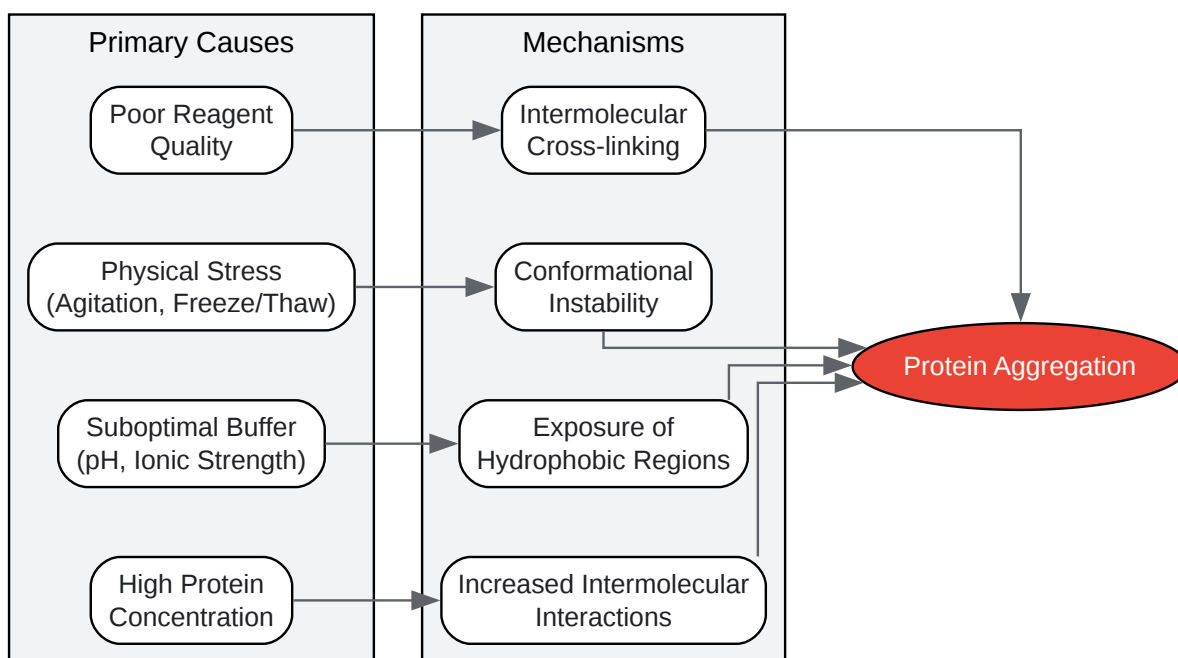 Primary Causes
Mechanisms
Poor Reagent
Quality
Intermolecular
Cross-linking
Physical Stress
(Agitation, Freeze/Thaw)
Conformational
Instability
Protein Aggregation
Suboptimal Buffer
(pH, Ionic Strength)
Exposure of
Hydrophobic Regions
High Protein
Concentration
Increased Intermolecular
Interactions